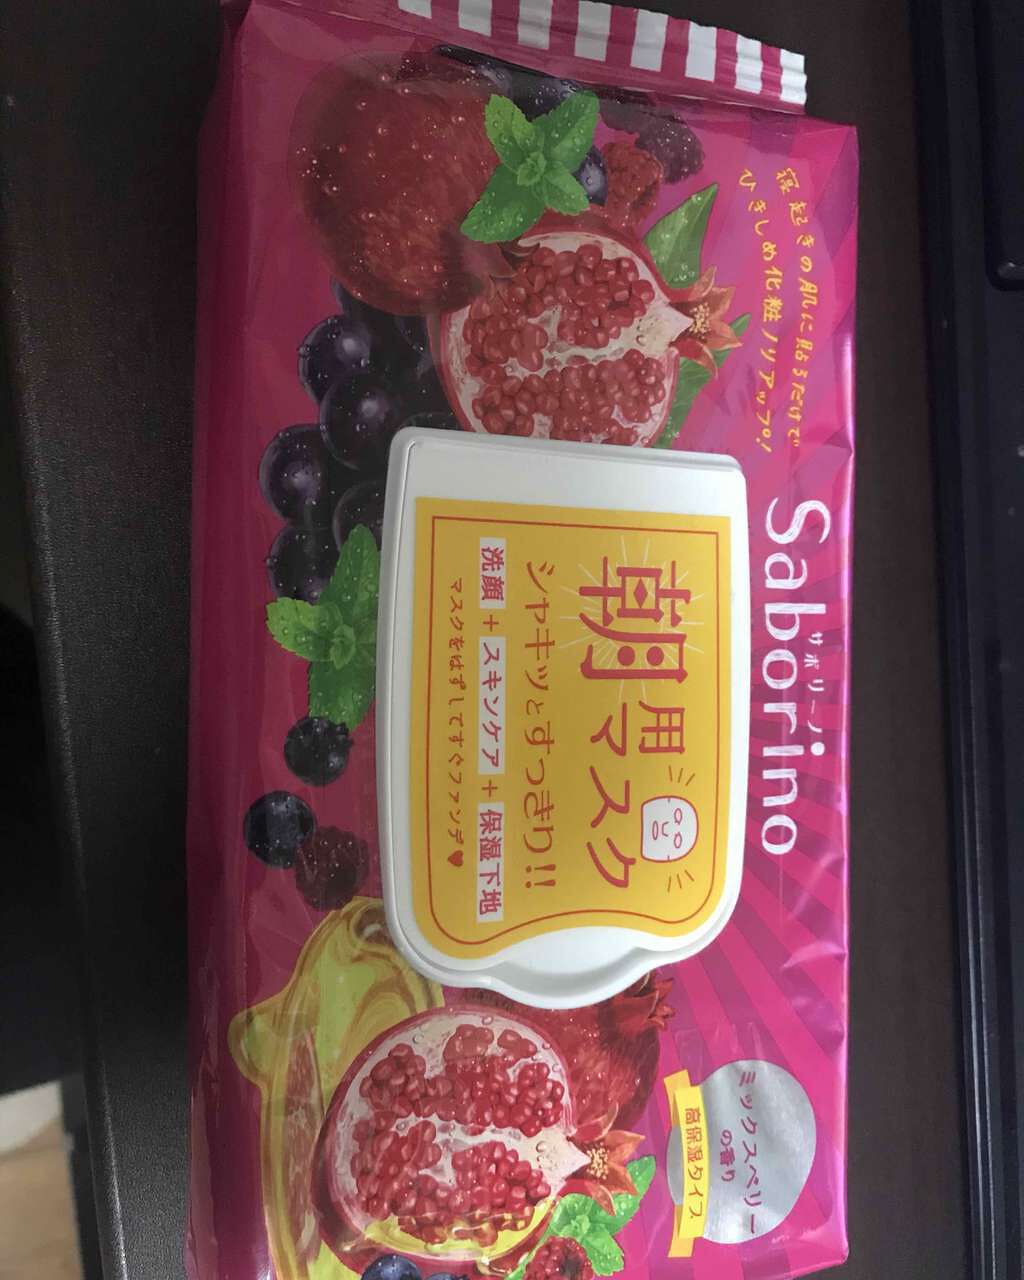 寝起きの肌に貼るだけで
ひきしめ化粧ノリアップ!
サボリーノ
Saborino
朝用マスク
シャキッとすっきり!!
洗顔+スキンケア+保湿下地
マスクをはずしてすぐファンデ♥
ミックスベリー
の香り
高保湿タイプ